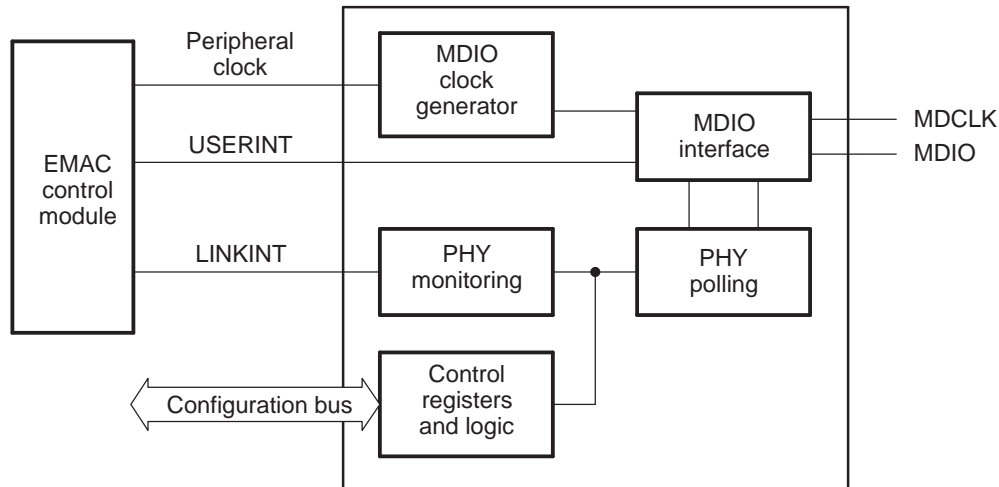 Peripheral
clock
MDIO
clock
generator
MDIO
interface
MDCLK
MDIO
USERINT
EMAC
control
module
LINKINT
PHY
monitoring
PHY
polling
Control
registers
and logic
Configuration bus